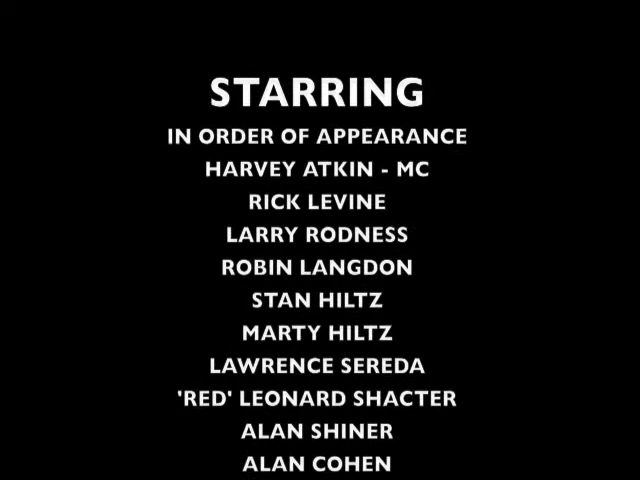 STARRING
IN ORDER OF APPEARANCE
HARVEY ATKIN - MC
RICK LEVINE
LARRY RODNESS
ROBIN LANGDON
STAN HILTZ
MARTY HILTZ
LAWRENCE SEREDA
'RED' LEONARD SHACTER
ALAN SHINER
ALAN COHEN